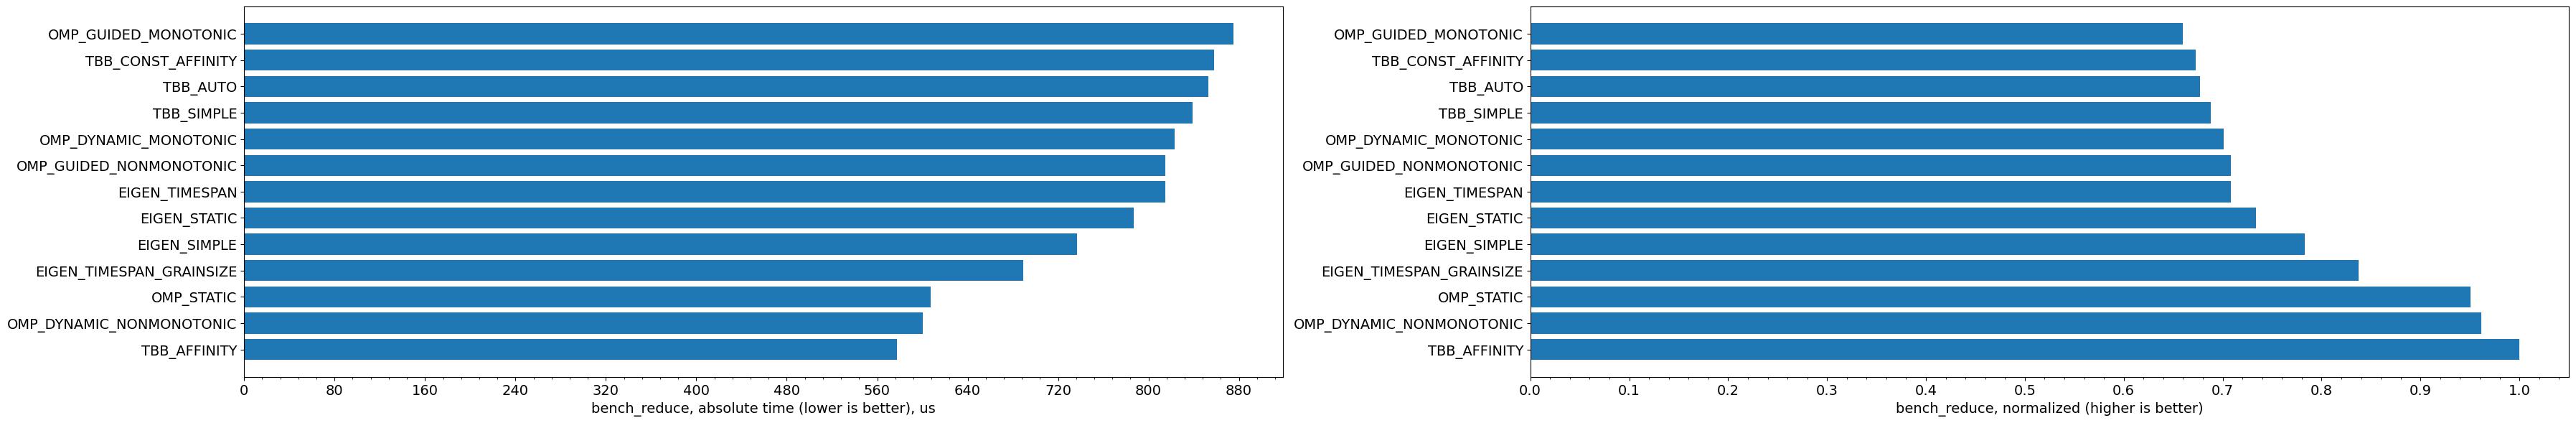 OMP_GUIDED_MONOTONIC
TBB_CONST_AFFINITY
TBB_AUTO
TBB_SIMPLE
OMP_DYNAMIC_MONOTONIC
OMP_GUIDED_NONMONOTONIC
EIGEN_TIMESPAN
EIGEN_STATIC
EIGEN_SIMPLE
EIGEN_TIMESPAN_GRAINSIZE
OMP_STATIC
OMP_DYNAMIC_NONMONOTONIC
TBB_AFFINITY
0 80 160 240 320 400 480 560 640 720 800 880
bench_reduce, absolute time (lower is better), us
OMP_GUIDED_MONOTONIC
TBB_CONST_AFFINITY
TBB_AUTO
TBB_SIMPLE
OMP_DYNAMIC_MONOTONIC
OMP_GUIDED_NONMONOTONIC
EIGEN_TIMESPAN
EIGEN_STATIC
EIGEN_SIMPLE
EIGEN_TIMESPAN_GRAINSIZE
OMP_STATIC
OMP_DYNAMIC_NONMONOTONIC
TBB_AFFINITY
0.0 0.1 0.2 0.3 0.4 0.5 0.6 0.7 0.8 0.9 1.0
bench_reduce, normalized (higher is better)